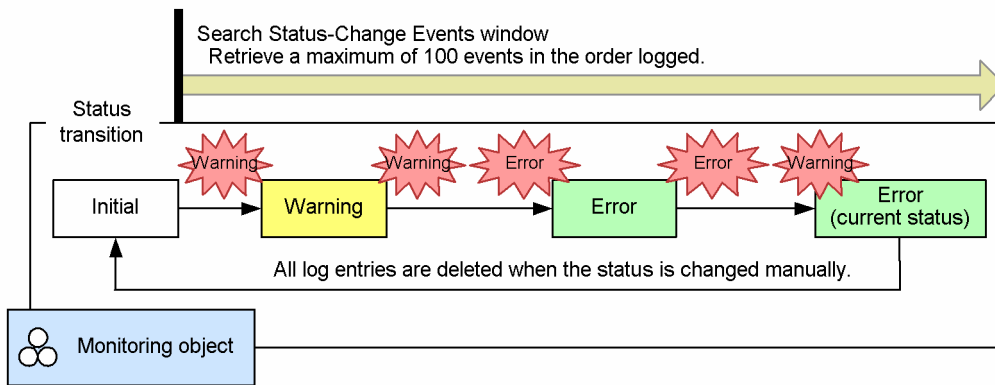 Search Status-Change Events window
Retrieve a maximum of 100 events in the order logged.
Status
transition
Warning
Warning
Error
Error
Warning
Initial
Warning
Error
Error
(current status)
All log entries are deleted when the status is changed manually.
Monitoring object